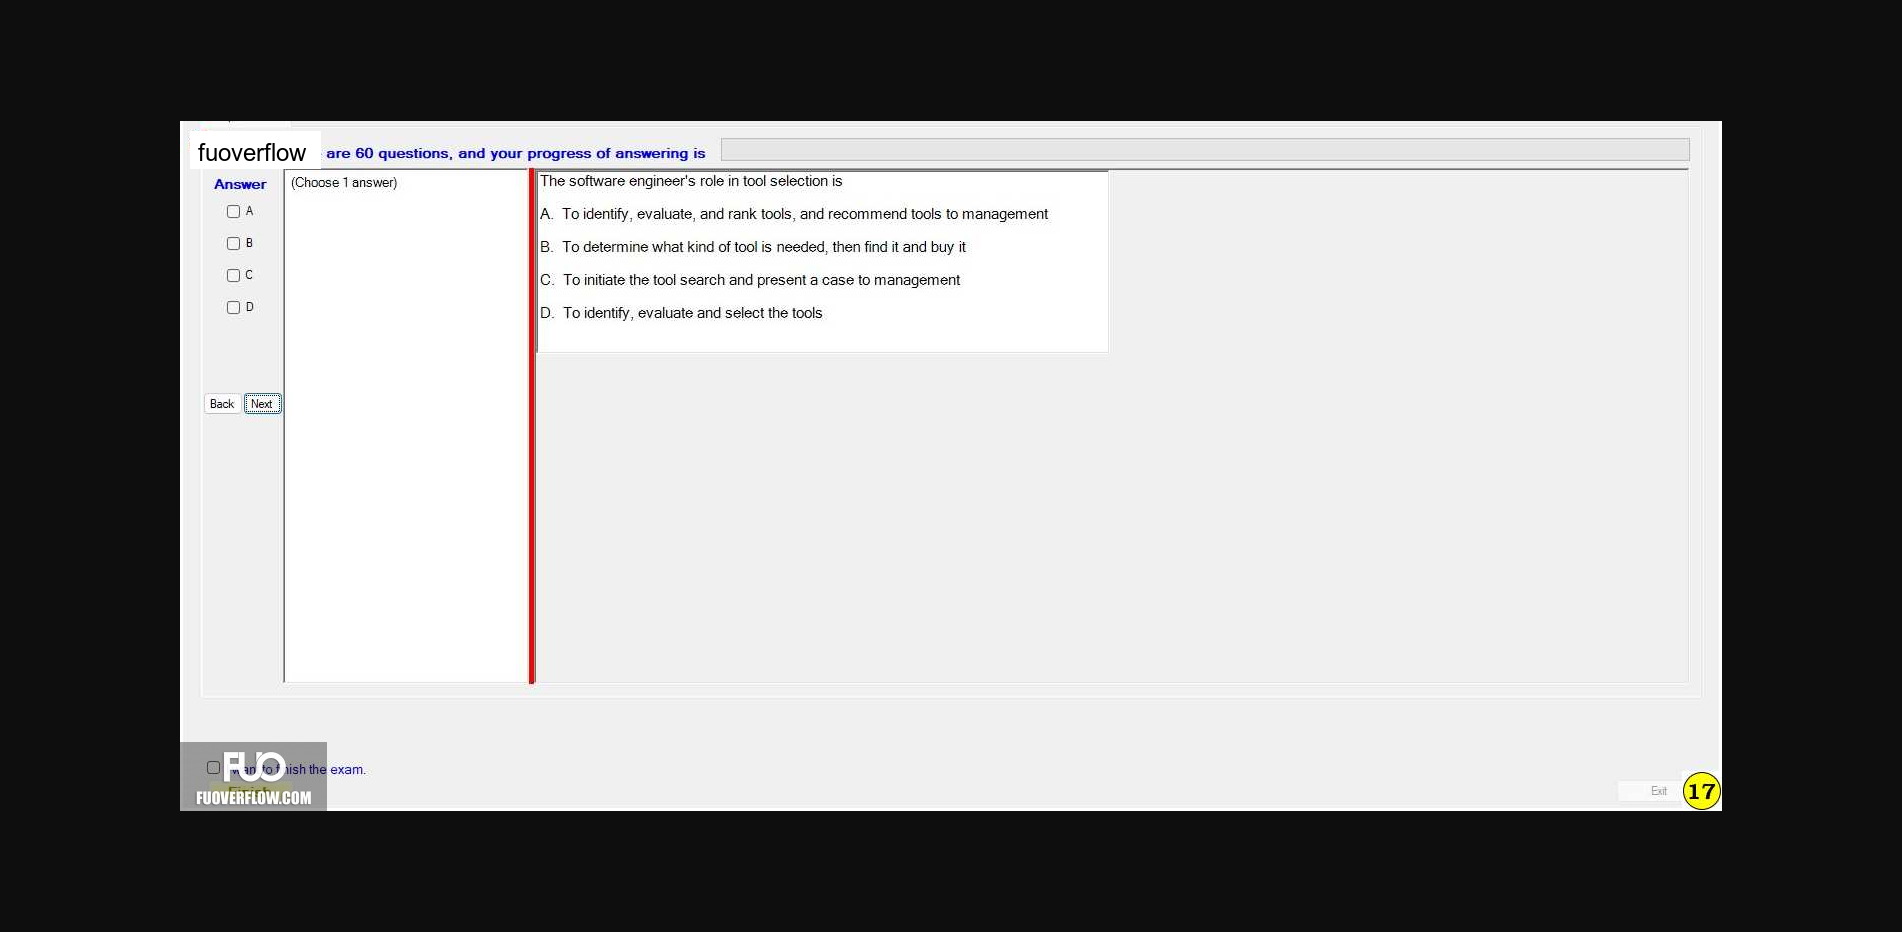 fuoverflow are 60 questions, and your progress of answering is
Answer
(Choose 1 answer)
A
B
C
D
Back Next
The software engineer's role in tool selection is
A. To identify, evaluate, and rank tools, and recommend tools to management
B. To determine what kind of tool is needed, then find it and buy it
C. To initiate the tool search and present a case to management
D. To identify, evaluate and select the tools
FUO
to finish the exam.
Finish
FUOVERFLOW.COM
Exit
17